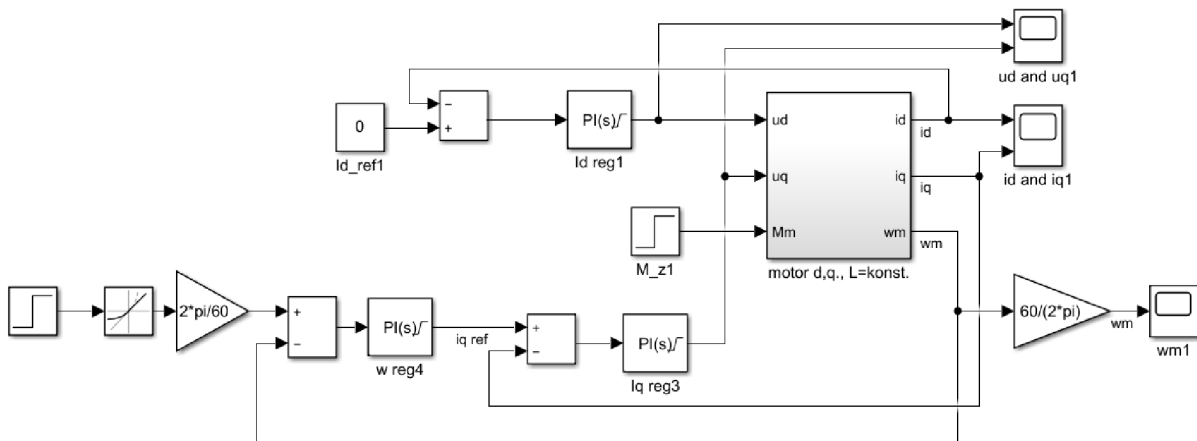 ud and uq1
−
+
0
Id_ref1
PI(s)
Id reg1
ud
uq
Mm
id
iq
wm
id
iq
wm
motor d,q., L=konst.
id and iq1
M_z1
2*pi/60
+
−
PI(s)
w reg4
iq ref
+
−
PI(s)
Iq reg3
60/(2*pi)
wm
wm1